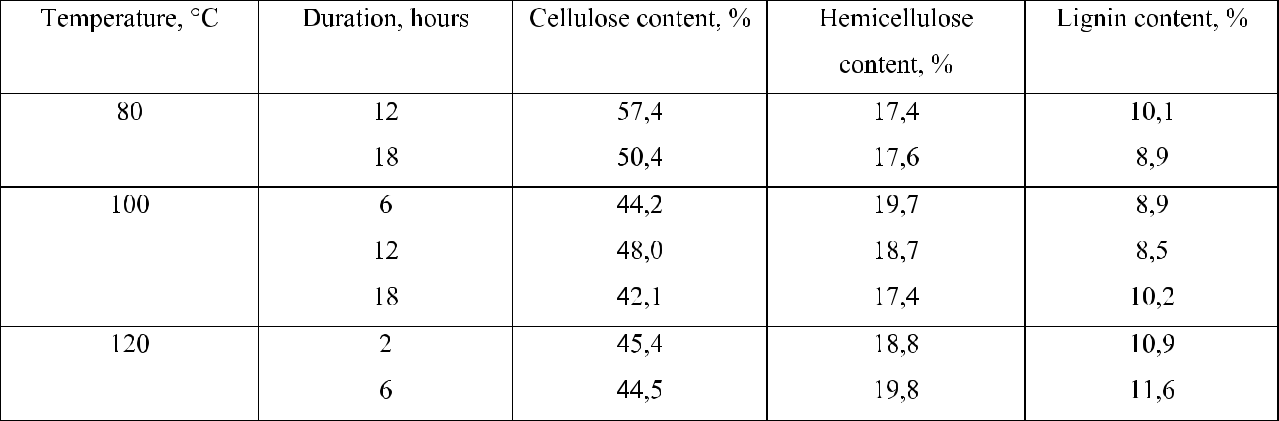 Temperature, °C Duration, hours Cellulose content, % Hemicellulose content, % Lignin content, %
80 12 57,4 17,4 10,1
18 50,4 17,6 8,9
100 6 44,2 19,7 8,9
12 48,0 18,7 8,5
18 42,1 17,4 10,2
120 2 45,4 18,8 10,9
6 44,5 19,8 11,6